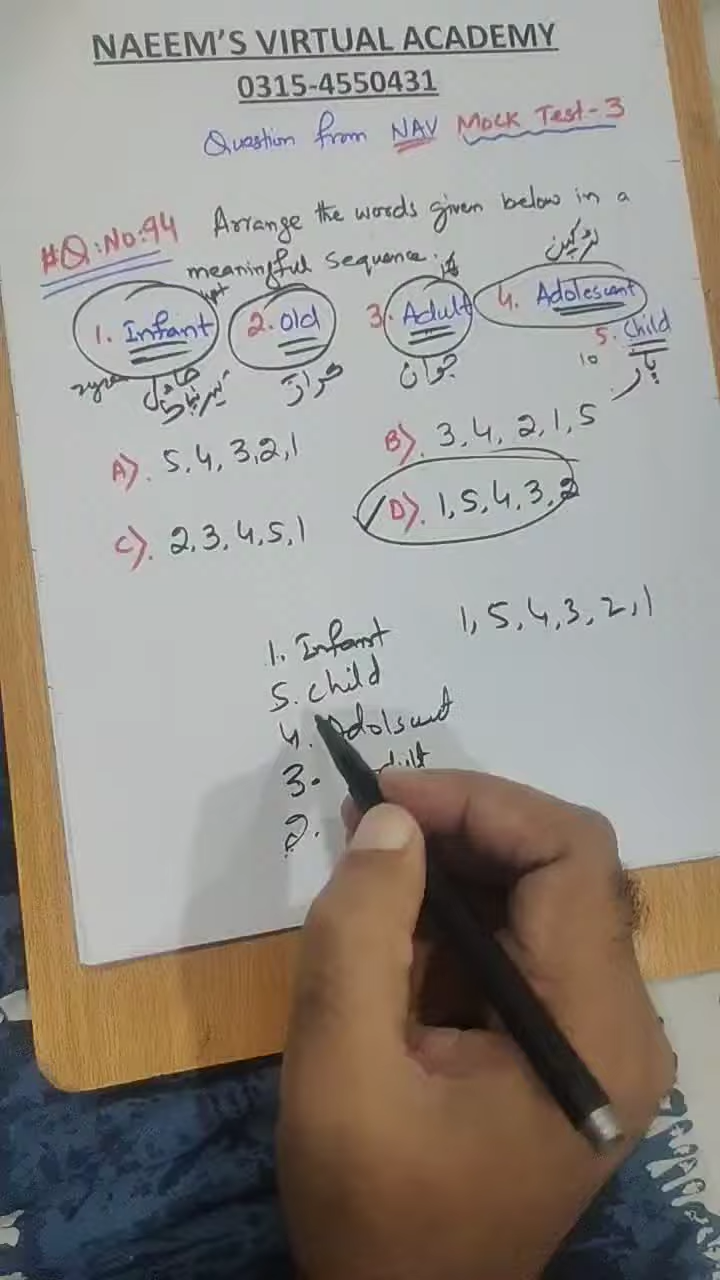 NAEEM'S VIRTUAL ACADEMY
0315-4550431
Question from NAV Mock Test-3
#Q:No:94 Arrange the words given below in a
meaningful sequence.
1. Infant 2. Old 3. Adult 4. Adolescent
5. Child
جوان
10
A). 5, 4, 3, 2, 1
B). 3, 4, 2, 1, 5
C). 2, 3, 4, 5, 1
D). 1, 5, 4, 3, 2
1. Infant
1, 5, 4, 3, 2, 1
5. Child
4. Adolsent
3.
2.